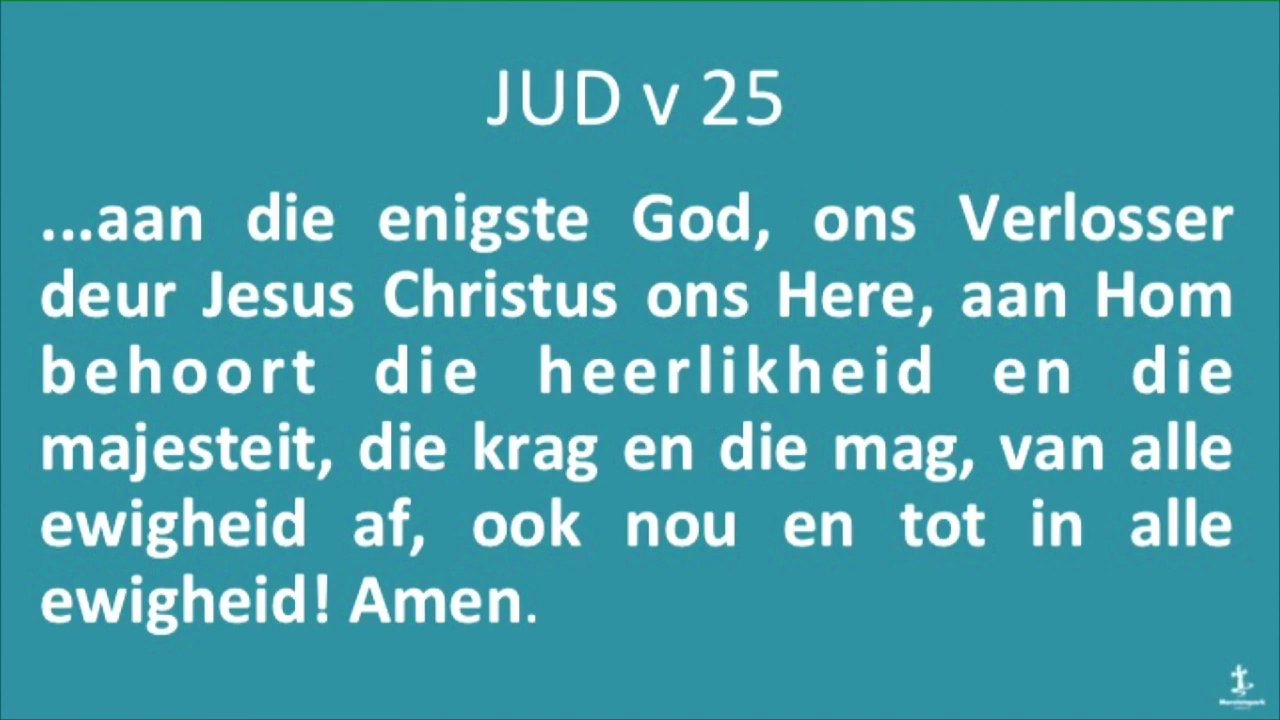 JUD v 25
...aan die enigste God, ons Verlosser
deur Jesus Christus ons Here, aan Hom
behoort die heerlikheid en die
majesteit, die krag en die mag, van alle
ewigheid af, ook nou en tot in alle
ewigheid! Amen.